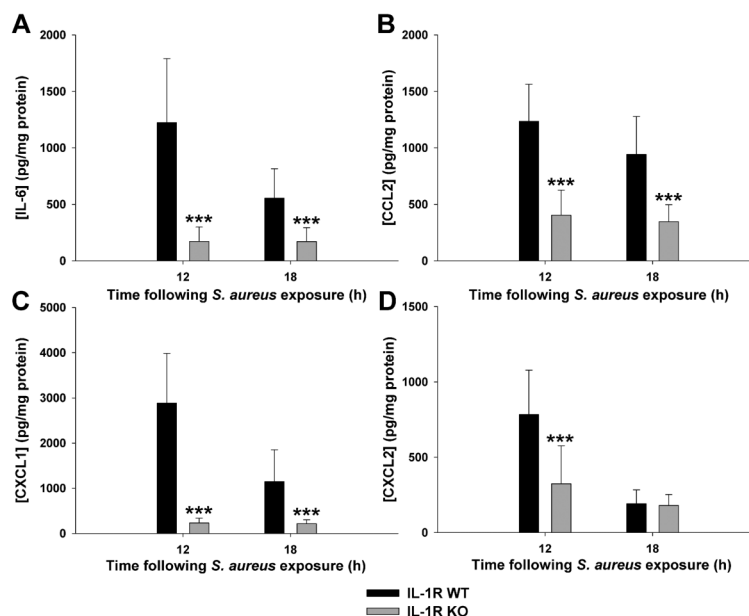 A
2000
1500
1000
500
0
[IL-6] (pg/mg protein)
***
***
12
18
Time following S. aureus exposure (h)
B
2000
1500
1000
500
0
[CCL2] (pg/mg protein)
***
***
12
18
Time following S. aureus exposure (h)
C
5000
4000
3000
2000
1000
0
[CXCL1] (pg/mg protein)
***
***
12
18
Time following S. aureus exposure (h)
D
1500
1000
500
0
[CXCL2] (pg/mg protein)
***
12
18
Time following S. aureus exposure (h)
IL-1R WT
IL-1R KO